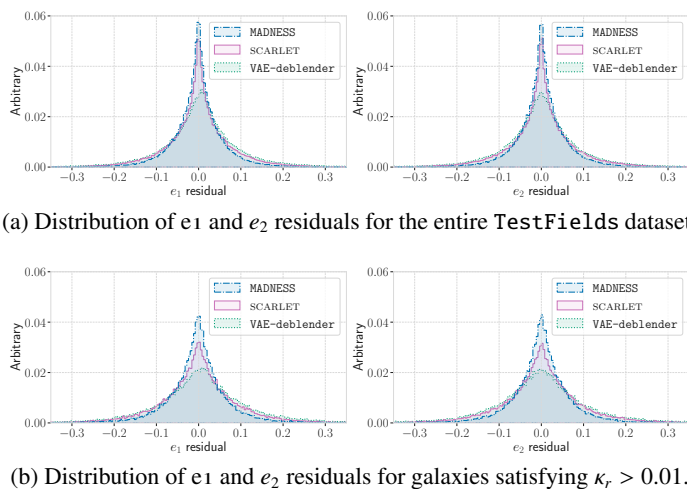 0.06
0.04
0.02
0.00
Arbitrary
MADNESS
SCARLET
VAE-deblender
−0.3 −0.2 −0.1 0.0 0.1 0.2 0.3
e₁ residual
0.06
0.04
0.02
0.00
Arbitrary
MADNESS
SCARLET
VAE-deblender
−0.3 −0.2 −0.1 0.0 0.1 0.2 0.3
e₂ residual
(a) Distribution of e1 and e₂ residuals for the entire TestFields dataset
0.06
0.04
0.02
0.00
Arbitrary
MADNESS
SCARLET
VAE-deblender
−0.3 −0.2 −0.1 0.0 0.1 0.2 0.3
e₁ residual
0.06
0.04
0.02
0.00
Arbitrary
MADNESS
SCARLET
VAE-deblender
−0.3 −0.2 −0.1 0.0 0.1 0.2 0.3
e₂ residual
(b) Distribution of e1 and e₂ residuals for galaxies satisfying κᵣ > 0.01.